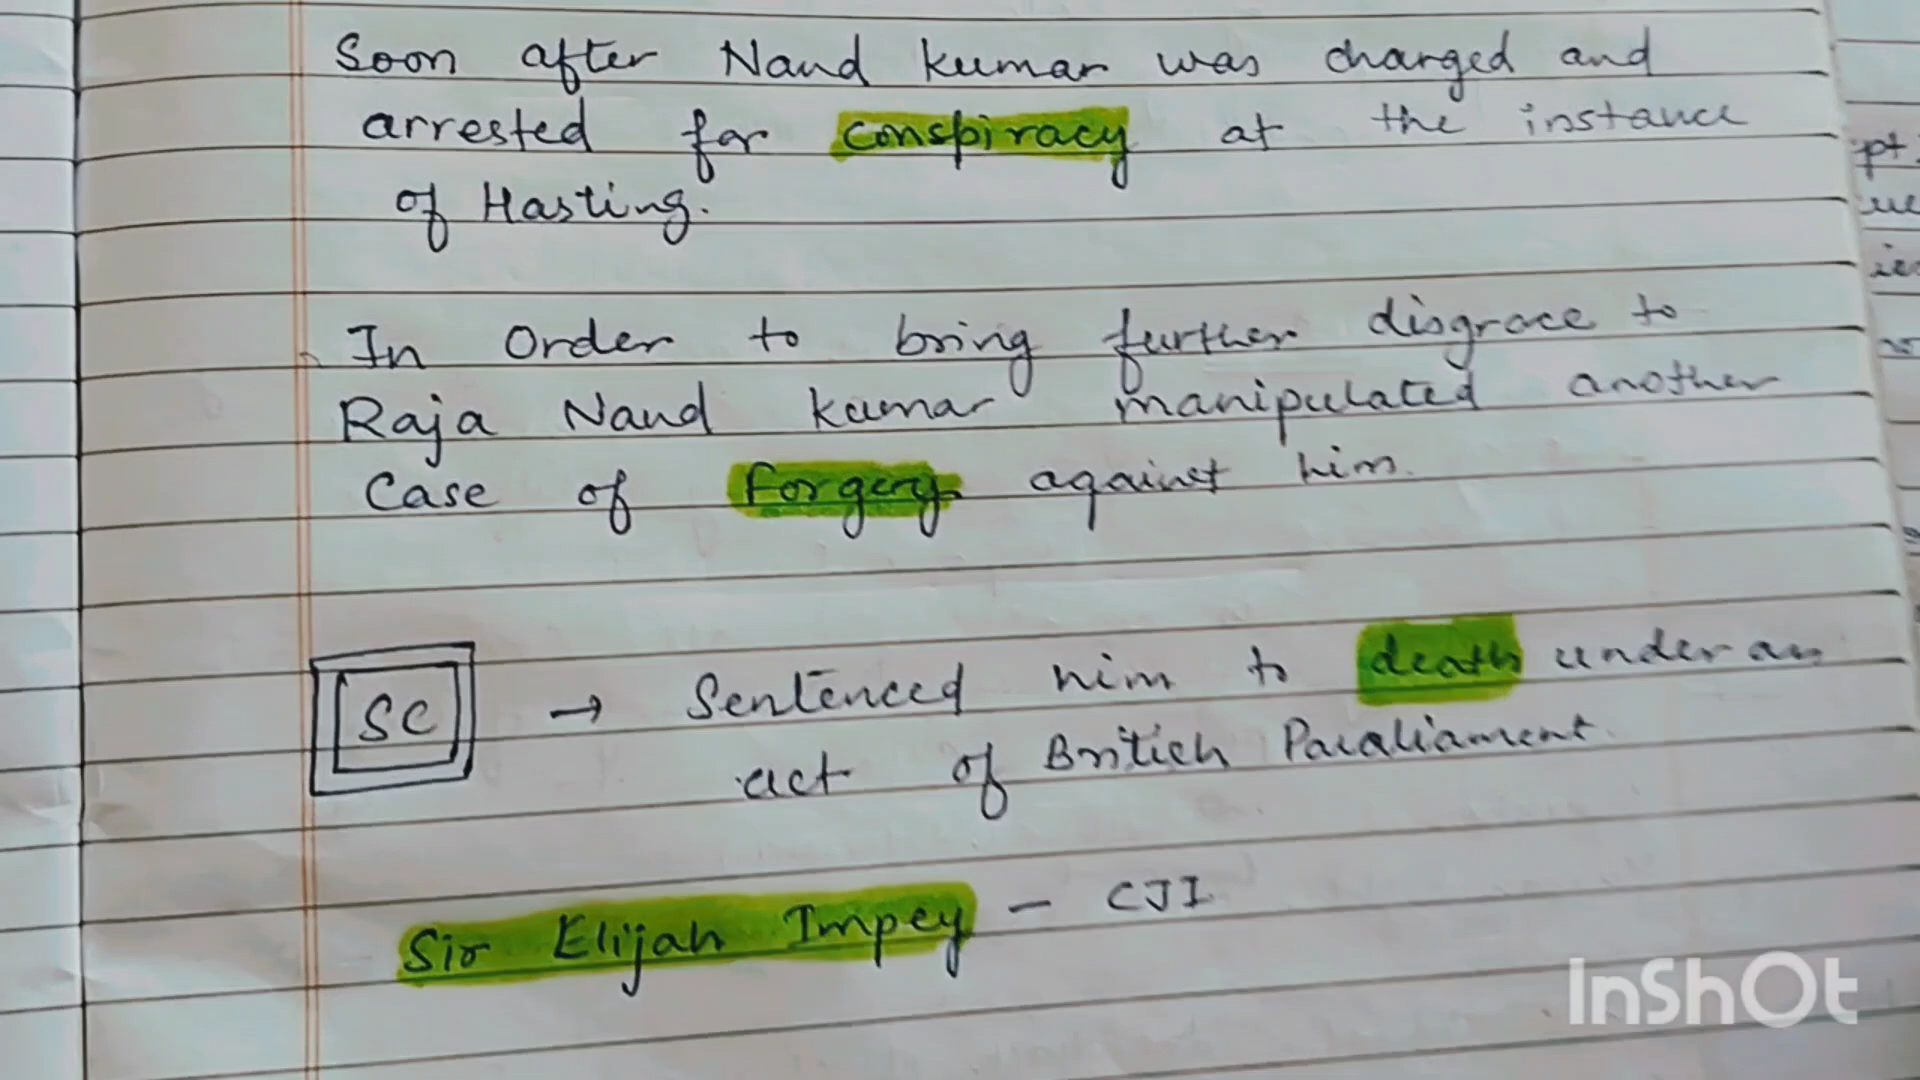 Soon after Nand Kumar was charged and
arrested for conspiracy at the instance
of Hasting.
In Order to bring further disgrace to
Raja Nand Kumar manipulated another
Case of forgery against him.
SC → Sentenced him to death under an
act of British Paraliament.
Sir Elijah Impey - CJI
InShOt